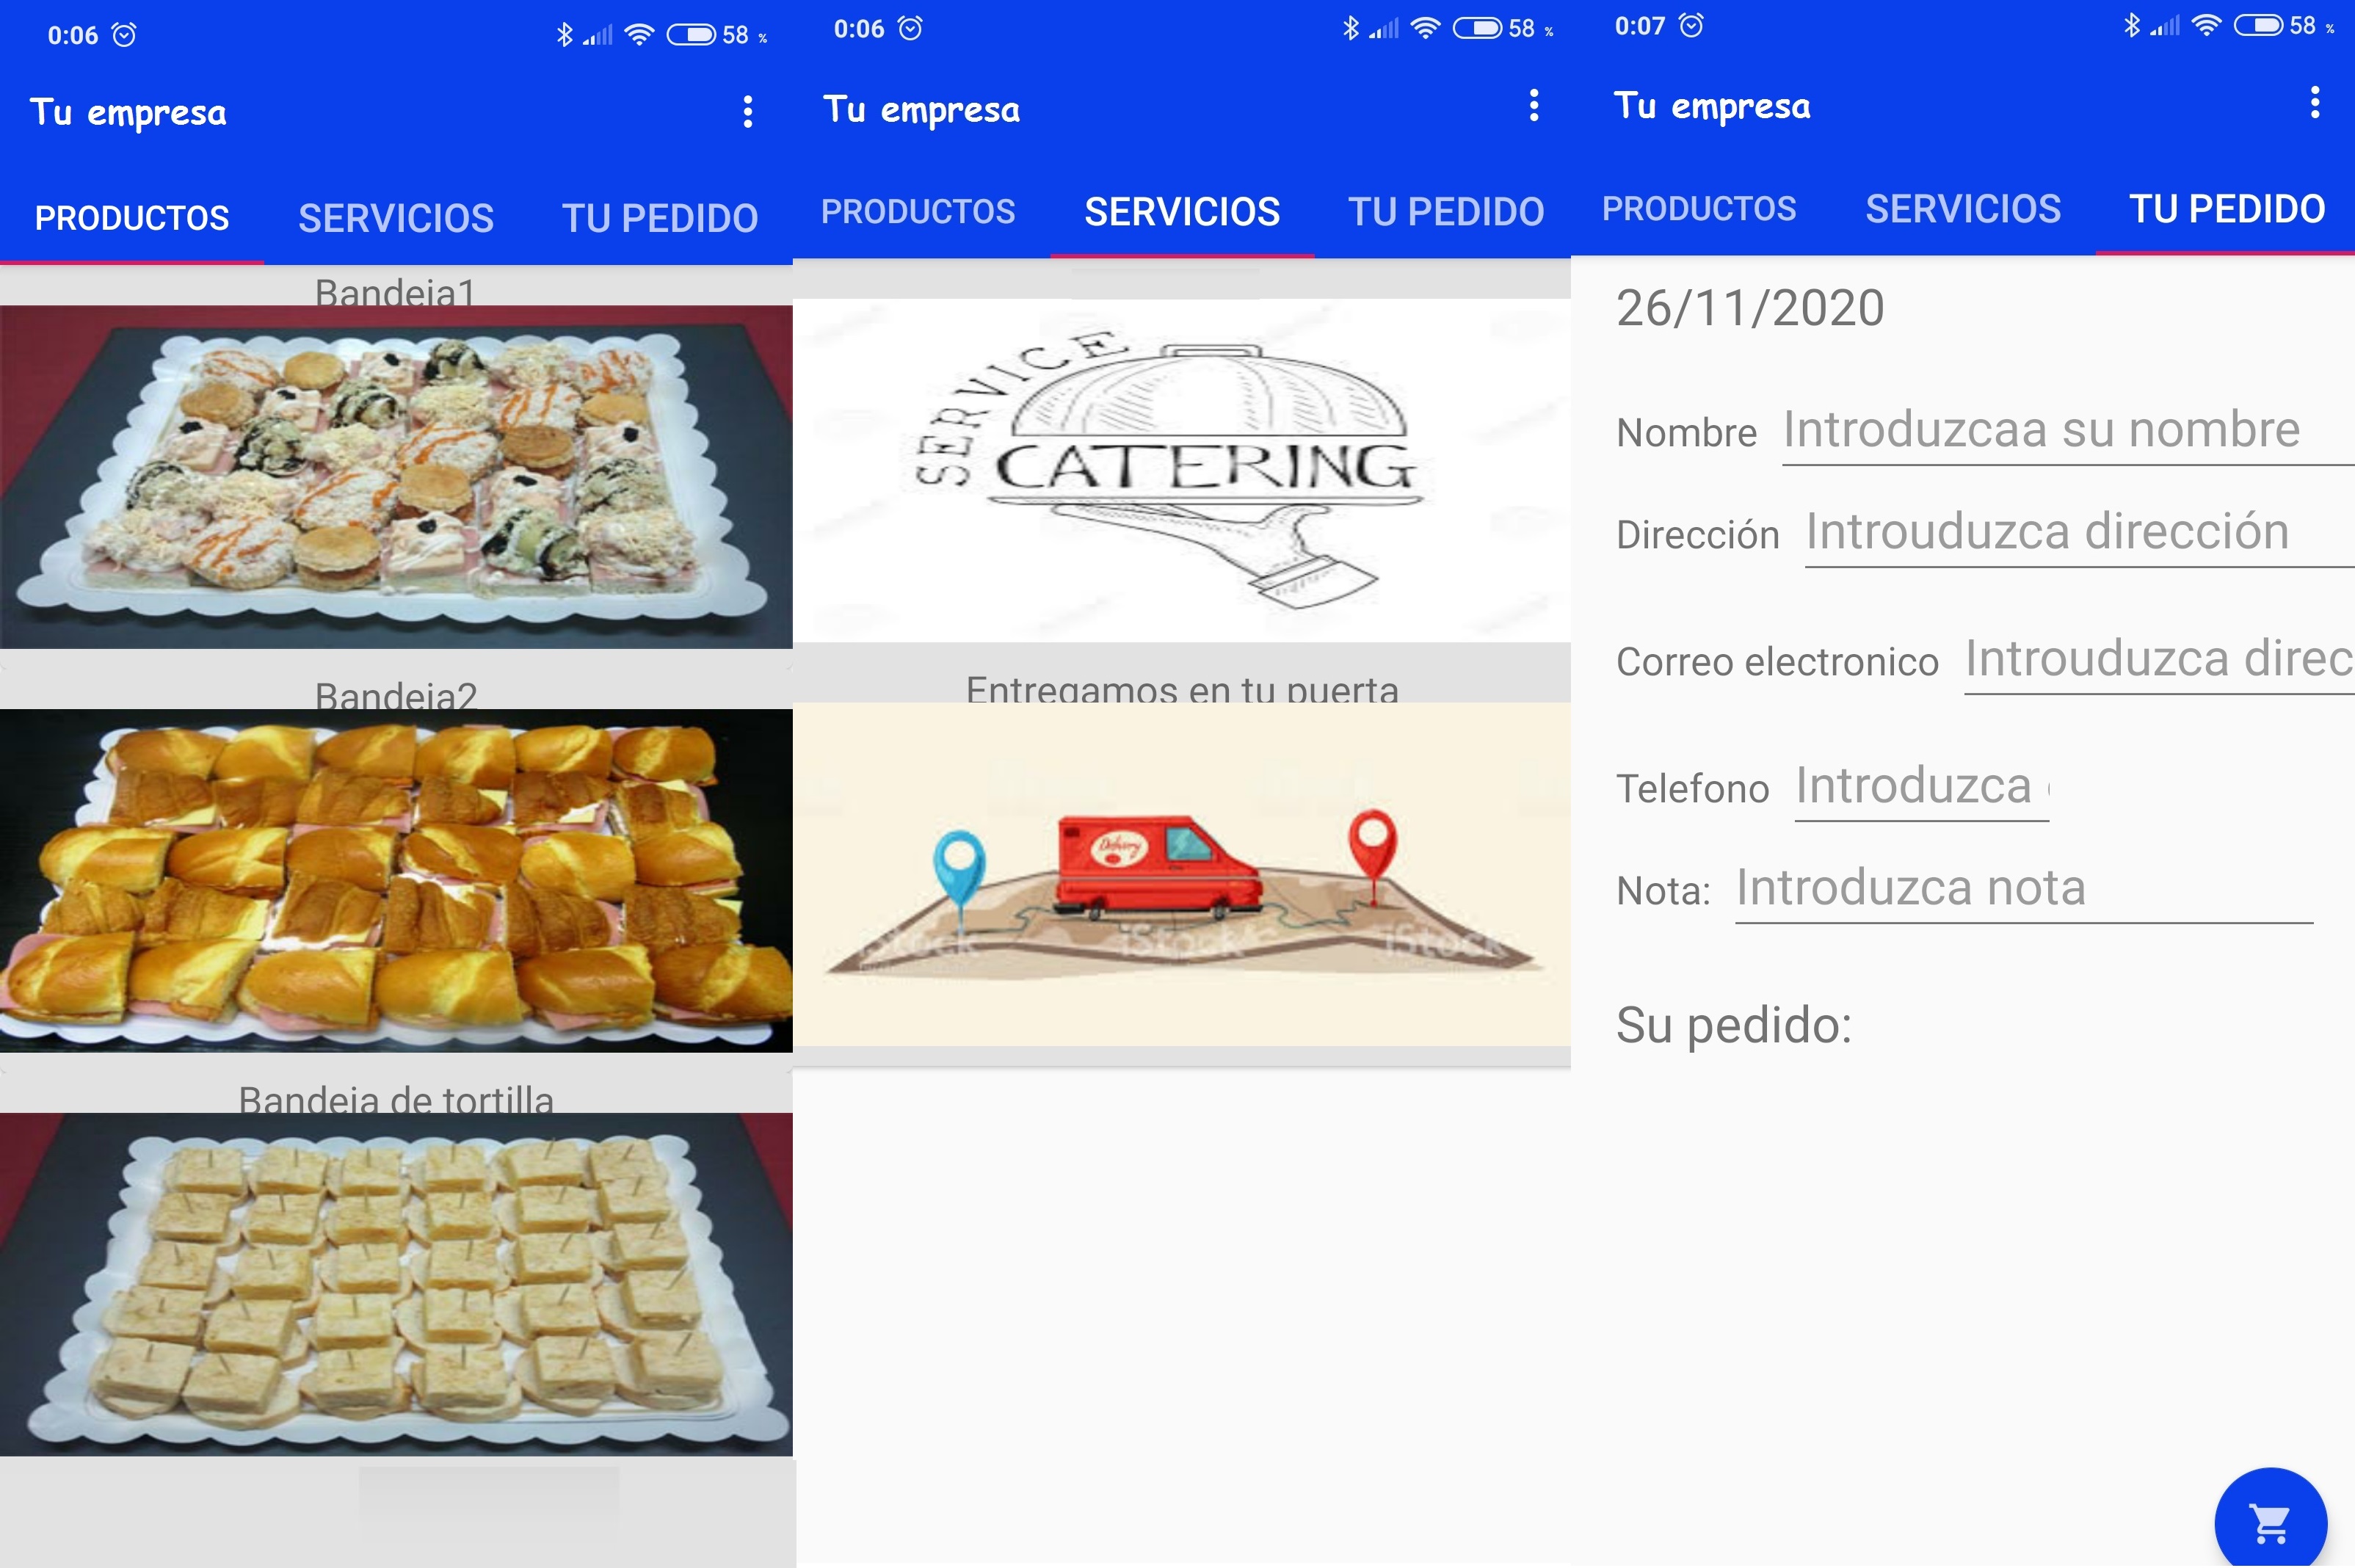 0:06
58 %
Tu empresa
PRODUCTOS SERVICIOS TU PEDIDO
Bandeja1
Bandeja2
Bandeja de tortilla
0:06
58 %
Tu empresa
PRODUCTOS SERVICIOS TU PEDIDO
SERVICE
CATERING
Entregamos en tu puerta
Delivery
iStock iStock iStock
0:07
58 %
Tu empresa
PRODUCTOS SERVICIOS TU PEDIDO
26/11/2020
Nombre Introduzcaa su nombre
Dirección Introuduzca dirección
Correo electronico Introuduzca direc
Telefono Introduzca
Nota: Introduzca nota
Su pedido: